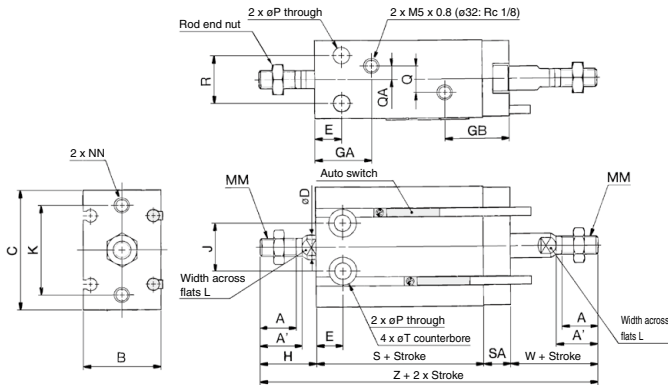 2 x øP through
2 x M5 x 0.8 (ø32: Rc 1/8)
Rod end nut
R
QA
Q
E
GA
GB
2 x NN
Auto switch
MM
MM
øD
C
K
J
Width across
flats L
Width across
flats L
A
A'
H
E
2 x øP through
4 x øT counterbore
S + Stroke
SA
W + Stroke
A
A'
B
Z + 2 x Stroke